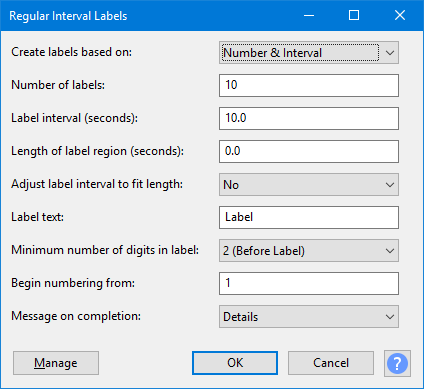 Regular Interval Labels
Create labels based on: Number & Interval
Number of labels: 10
Label interval (seconds): 10.0
Length of label region (seconds): 0.0
Adjust label interval to fit length: No
Label text: Label
Minimum number of digits in label: 2 (Before Label)
Begin numbering from: 1
Message on completion: Details
Manage OK Cancel ?